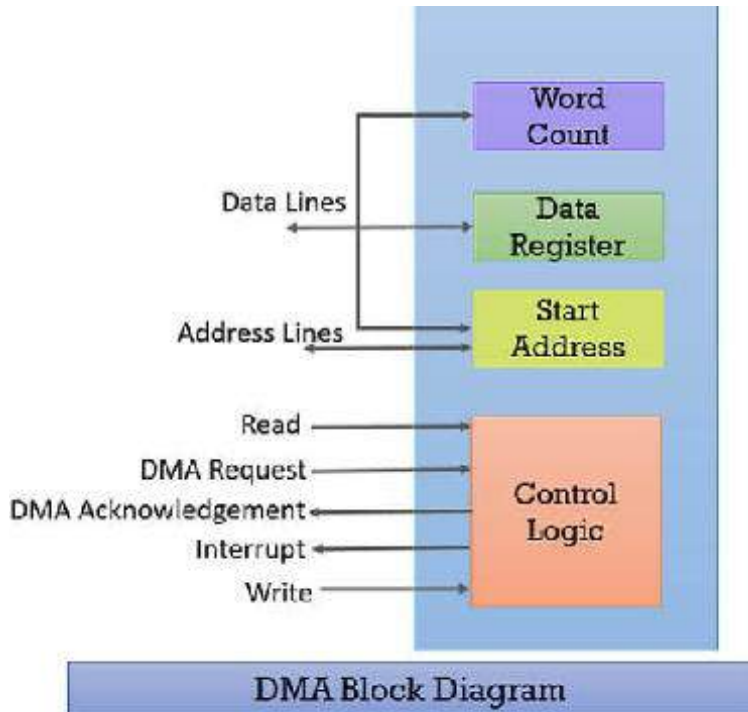 Word
Count
Data Lines
Data
Register
Address Lines
Start
Address
Read
DMA Request
DMA Acknowledgement
Interrupt
Write
Control
Logic
DMA Block Diagram